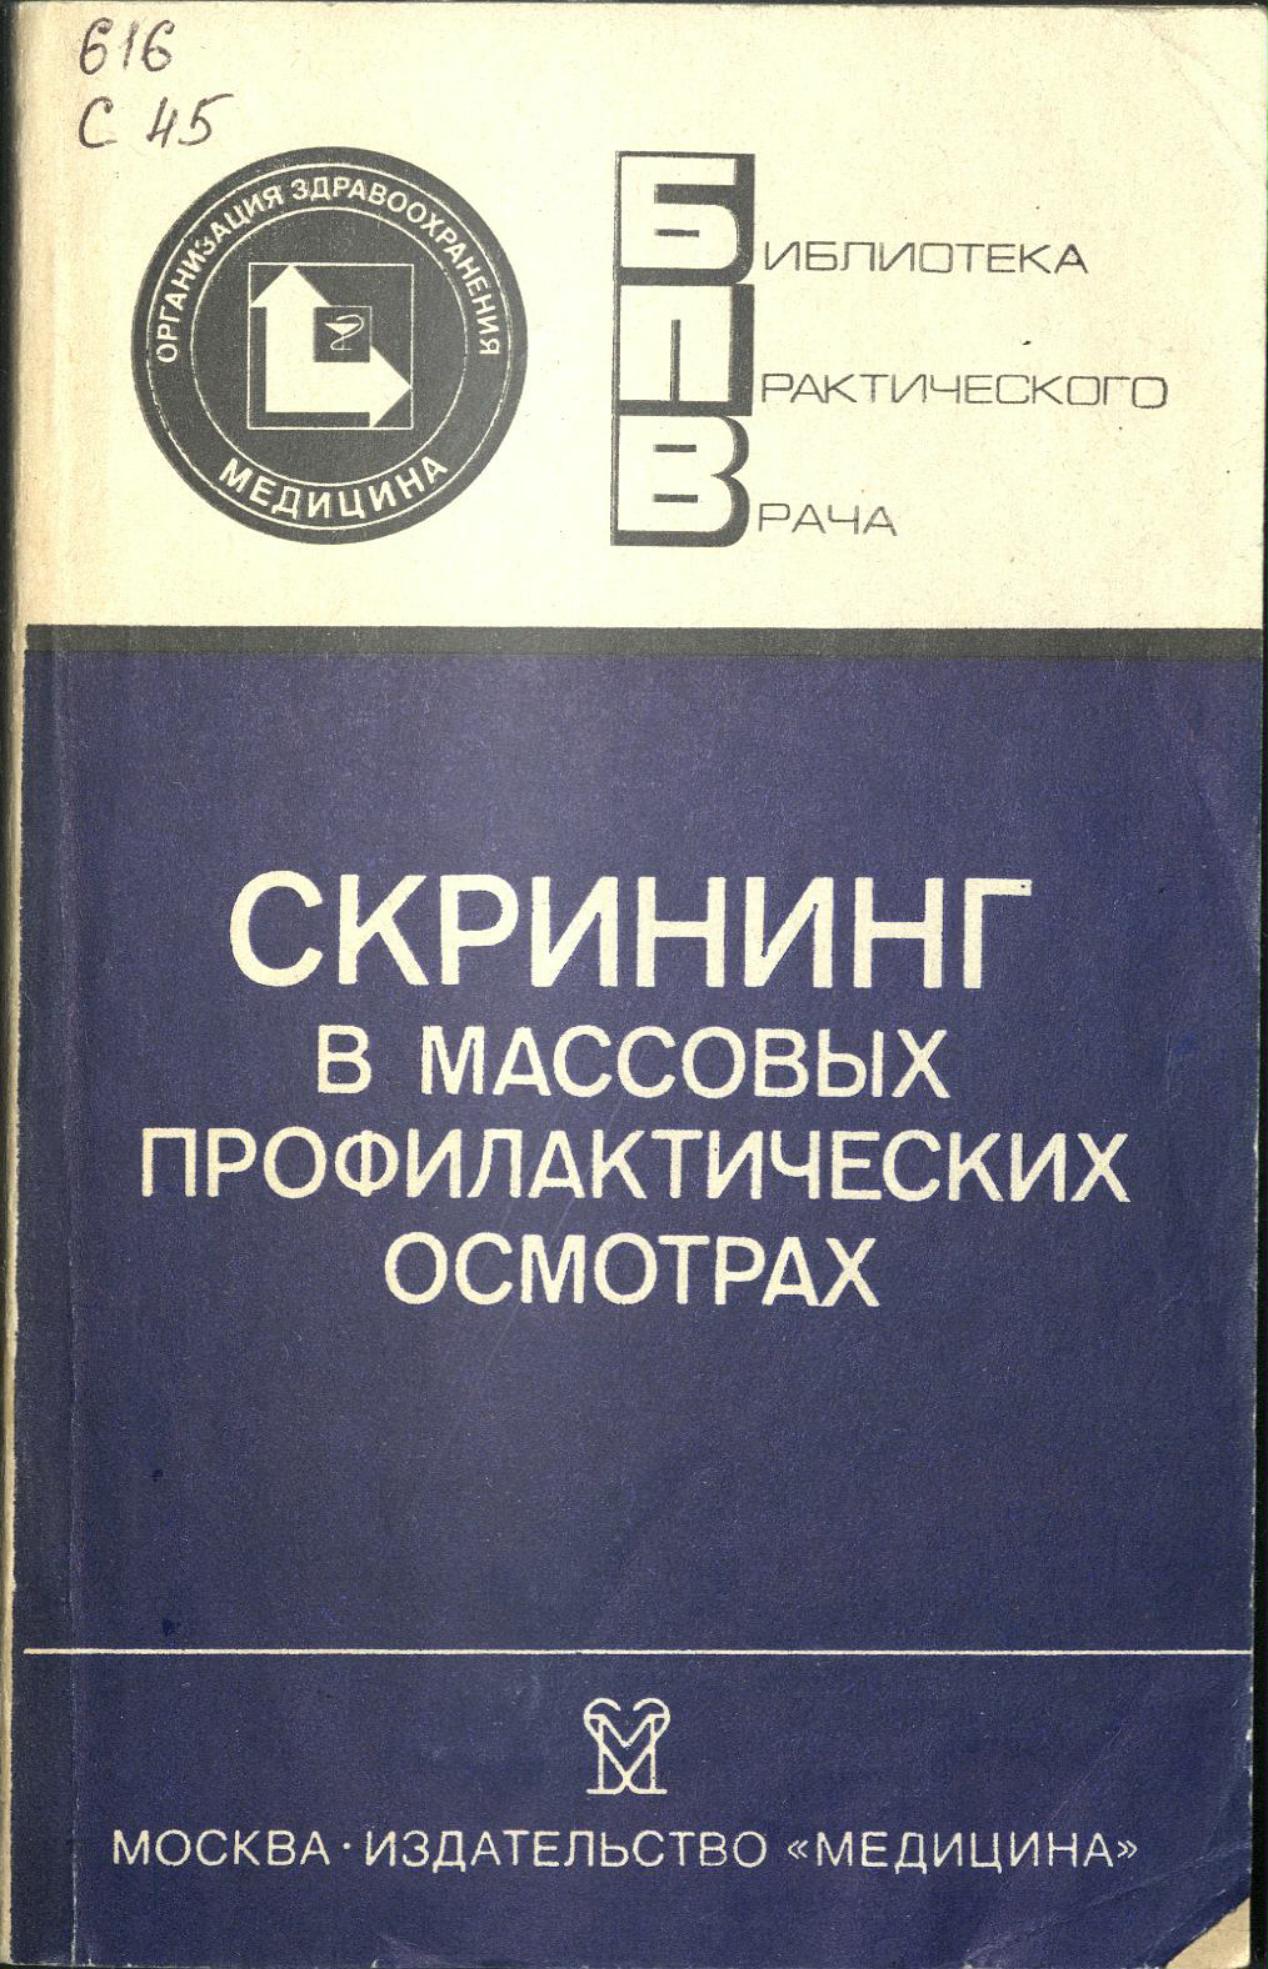 616
С 45
ОРГАНИЗАЦИЯ ЗДРАВООХРАНЕНИЯ
МЕДИЦИНА
БИБЛИОТЕКА
ПРАКТИЧЕСКОГО
ВРАЧА
СКРИНИНГ
В МАССОВЫХ
ПРОФИЛАКТИЧЕСКИХ
ОСМОТРАХ
МОСКВА · ИЗДАТЕЛЬСТВО «МЕДИЦИНА»